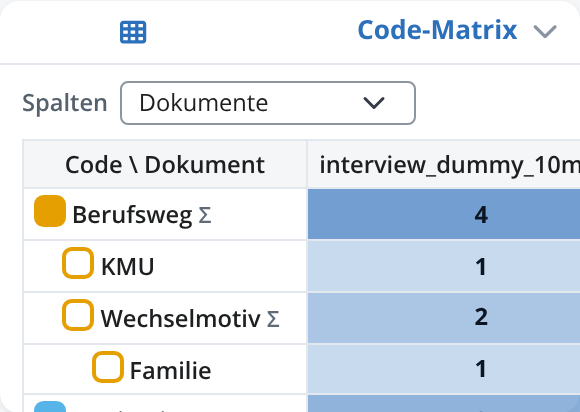 Code-Matrix
Spalten Dokumente
Code \ Dokument interview_dummy_10m
Berufsweg Σ 4
KMU 1
Wechselmotiv Σ 2
Familie 1